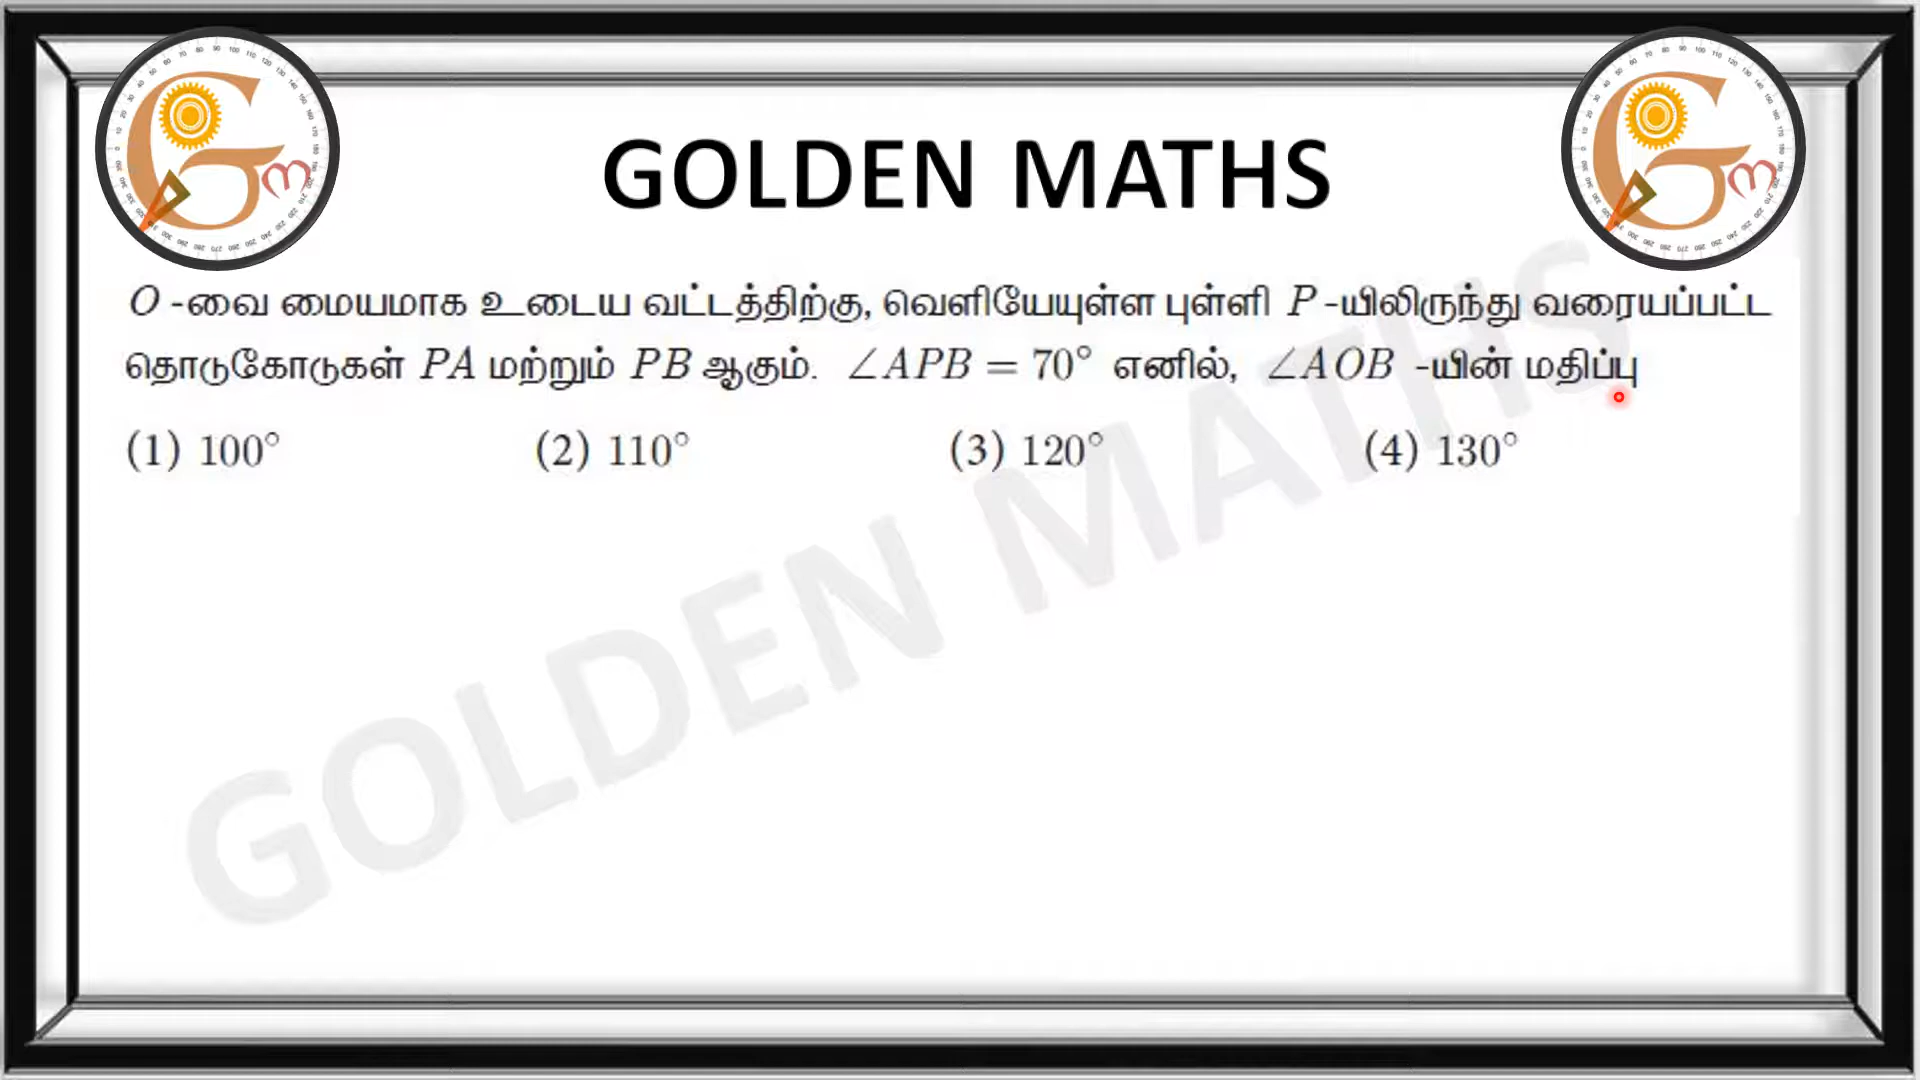 GOLDEN MATHS
O -வை மையமாக உடைய வட்டத்திற்கு, வெளியேயுள்ள புள்ளி P -யிலிருந்து வரையப்பட்ட
தொடுகோடுகள் PA மற்றும் PB ஆகும். ∠APB = 70° எனில், ∠AOB -யின் மதிப்பு
(1) 100° (2) 110° (3) 120° (4) 130°
GOLDEN MATHS